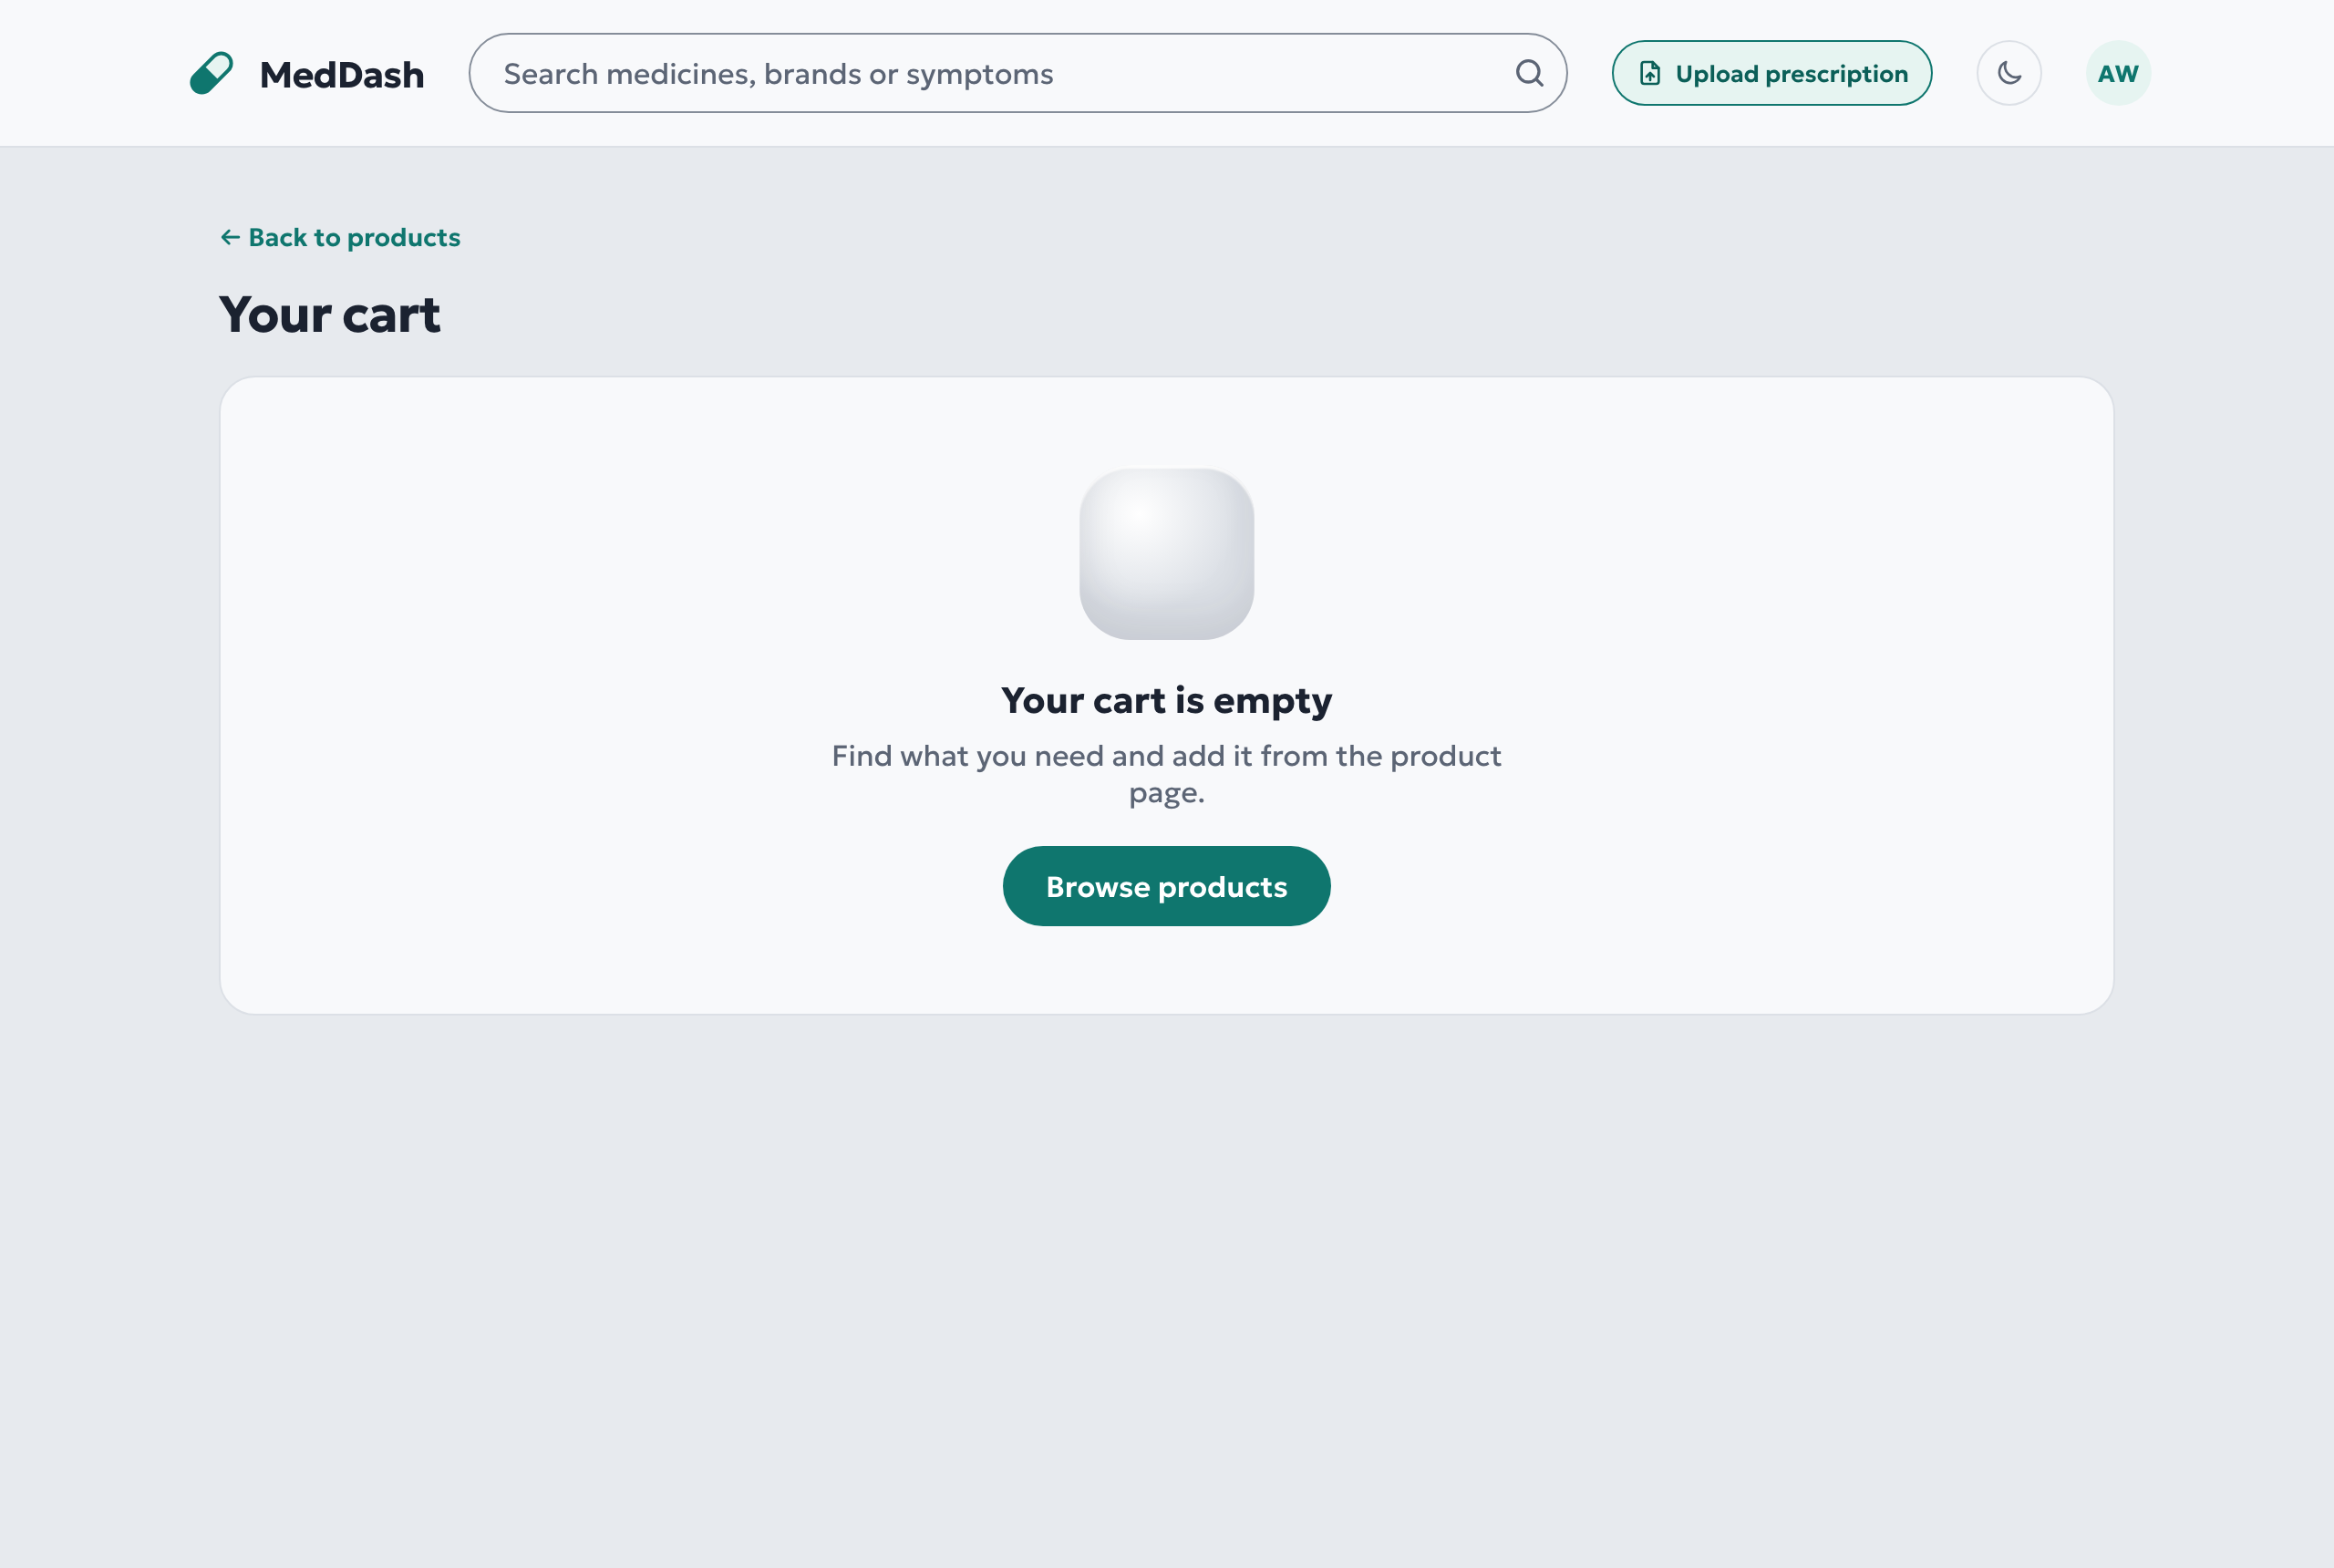 MedDash
Search medicines, brands or symptoms
Upload prescription
AW
Back to products
Your cart
Your cart is empty
Find what you need and add it from the product
page.
Browse products